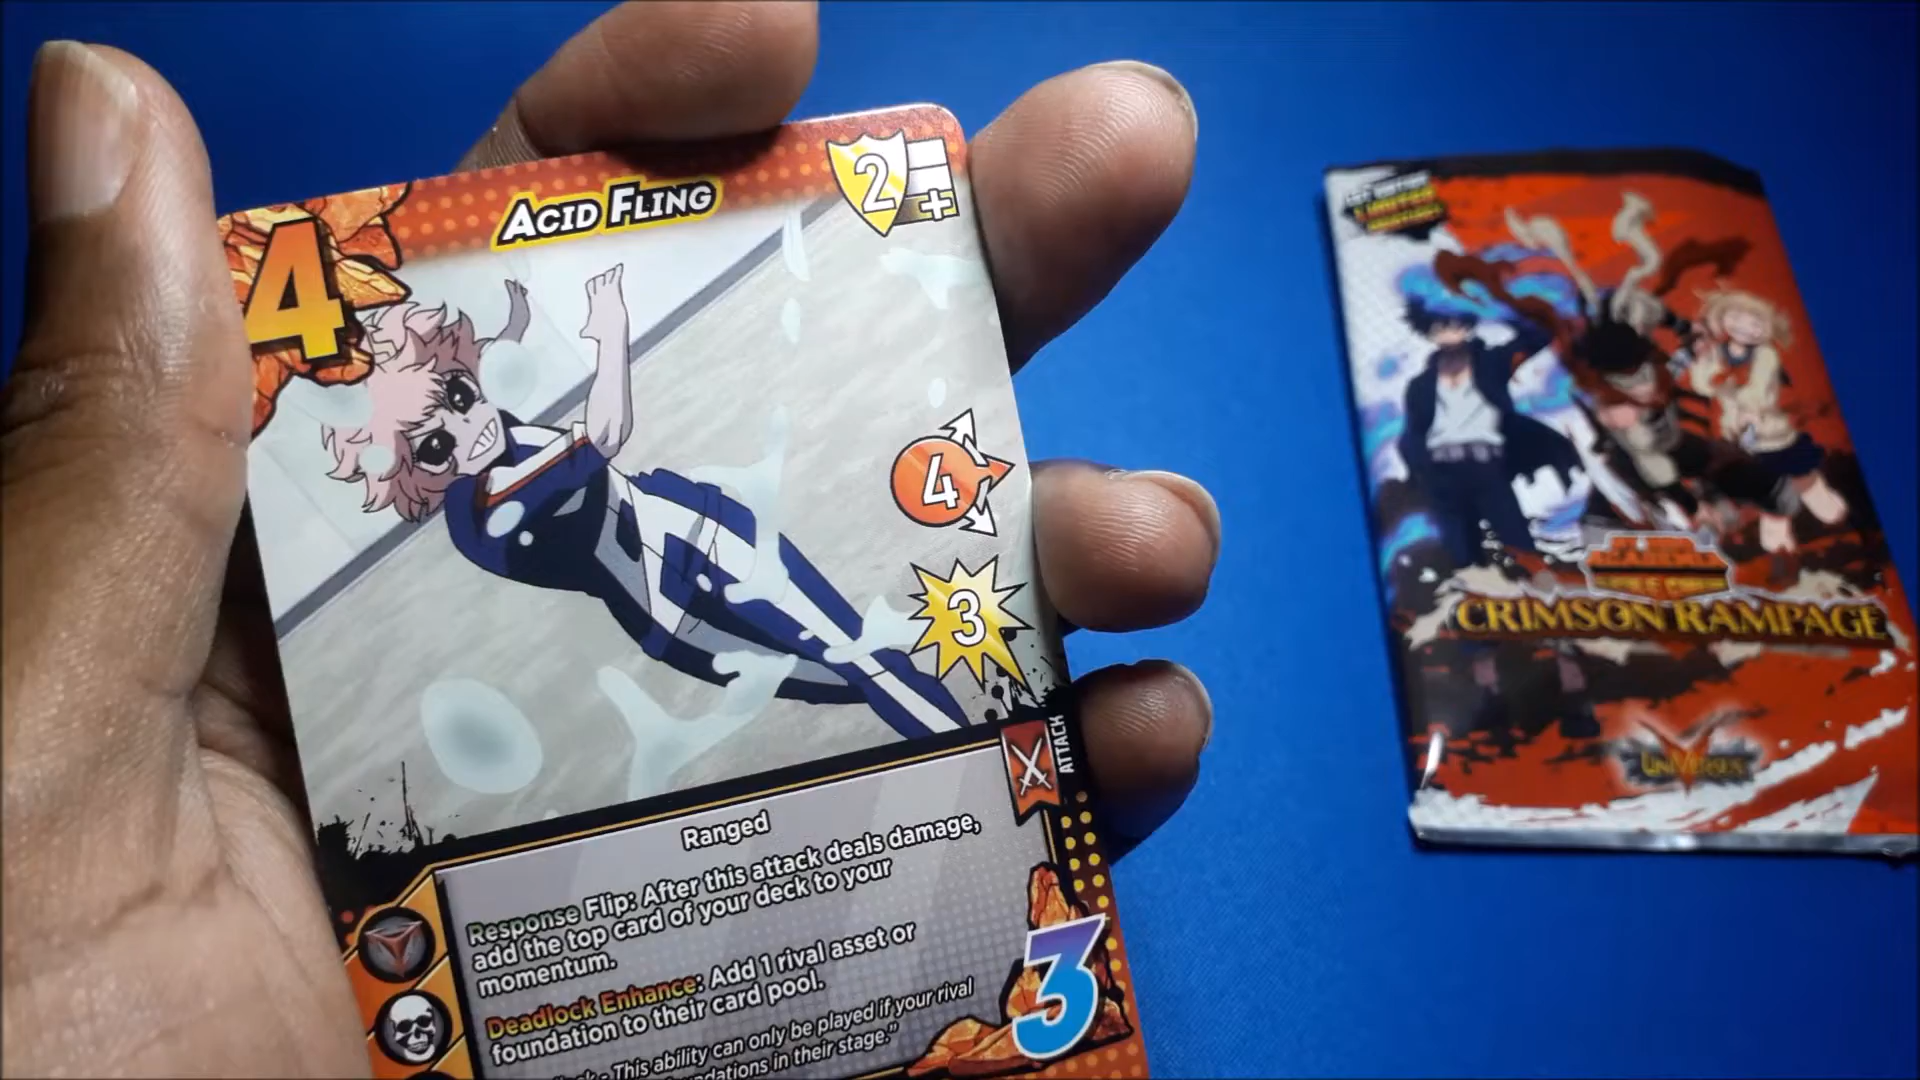 ACID FLING
2
+
4
4
3
ATTACK
Ranged
Response Flip: After this attack deals damage,
add the top card of your deck to your
momentum.
Deadlock Enhance: Add 1 rival asset or
foundation to their card pool.
- This ability can only be played if your rival
in their stage."
3
LIMITED
CRIMSON RAMPAGE
UNIVERSUS